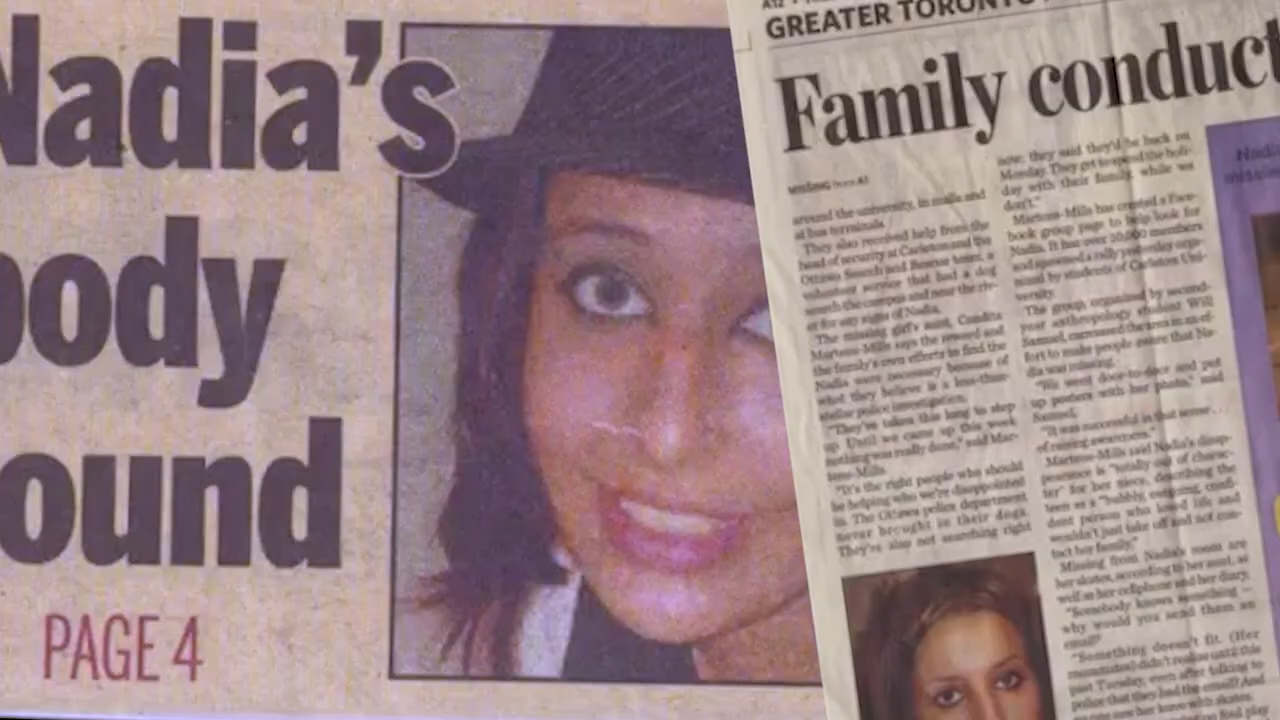 Nadia's
body
ound
PAGE 4
GREATER TORONTO
Family conduct
MISSING from A1
around the university, in malls and
at bus terminals.
They also received help from the
head of security at Carleton and the
Ottawa Search and Rescue team, a
volunteer service that had a dog
search the campus and near the riv-
er for any signs of Nadia.
The missing girl's aunt, Candita
Martens-Mills says the reward and
the family's own efforts to find the
Nadia were necessary because of
what they believe is a less-than-
stellar police investigation.
"They've taken this long to step
up. Until we came up this week
nothing was really done," said Mar-
tens-Mills.
"It's the right people who should
be helping who we're disappointed
in. The Ottawa police department
never brought in their dogs.
They're also not searching right
now; they said they'd be back on
Monday. They get to spend the holi-
day with their family, while we
don't."
Martens-Mills has created a Face-
book group page to help look for
Nadia. It has over 10,000 members
and spawned a rally yesterday orga-
nized by students of Carleton Uni-
versity.
The group, organized by second-
year anthropology student Will
Samuel, canvassed the area in an ef-
fort to make people aware that Na-
dia was missing.
"We went door-to-door and put
up posters with her photo," said
Samuel.
"It was successful in that sense . . .
of raising awareness."
Martens-Mills said Nadia's disap-
pearance is "totally out of charac-
ter" for her niece, describing the
teen as a "bubbly, outgoing, confi-
dent person who loved life and
wouldn't just take off and not con-
tact her family."
Missing from Nadia's room are
her skates, according to her aunt, as
well as her cellphone and her diary.
"Somebody knows something —
why would you send them an
email?
"Something doesn't fit. (Her
roommates) didn't realize until this
past Tuesday, even after talking to
police that they had the email? And
no one saw her leave with skates.